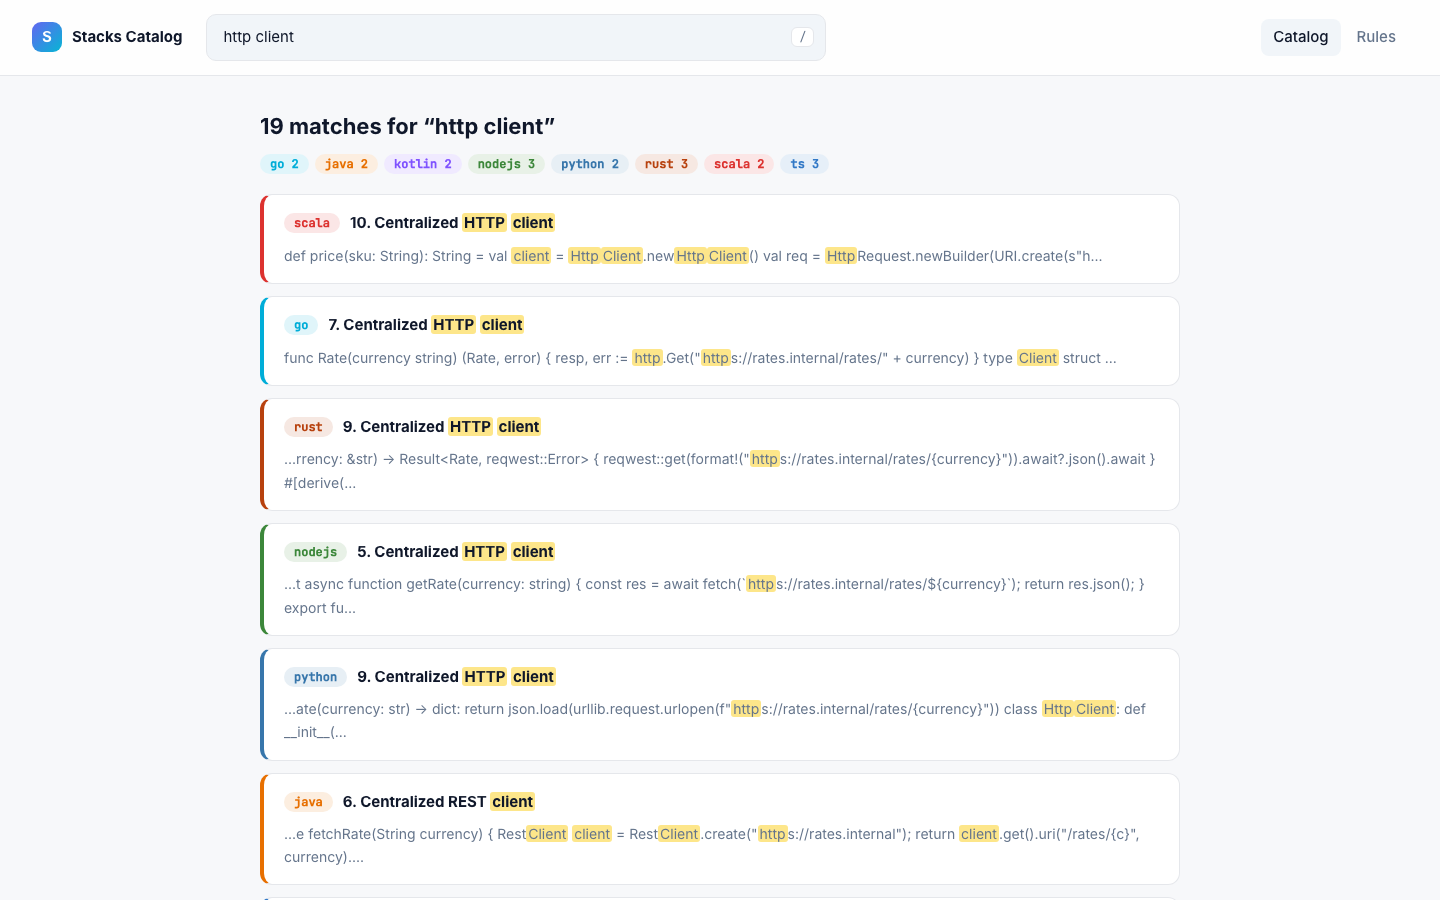 S Stacks Catalog
http client
/
Catalog
Rules
19 matches for “http client”
go 2 java 2 kotlin 2 nodejs 3 python 2 rust 3 scala 2 ts 3
scala 10. Centralized HTTP client
def price(sku: String): String = val client = HttpClient.newHttpClient() val req = HttpRequest.newBuilder(URI.create(s"h...
go 7. Centralized HTTP client
func Rate(currency string) (Rate, error) { resp, err := http.Get("https://rates.internal/rates/" + currency) } type Client struct ...
rust 9. Centralized HTTP client
...rrency: &str) -> Result<Rate, reqwest::Error> { reqwest::get(format!("https://rates.internal/rates/{currency}")).await?.json().await }
#[derive(...
nodejs 5. Centralized HTTP client
...t async function getRate(currency: string) { const res = await fetch(`https://rates.internal/rates/${currency}`); return res.json(); }
export fu...
python 9. Centralized HTTP client
...ate(currency: str) -> dict: return json.load(urllib.request.urlopen(f"https://rates.internal/rates/{currency}")) class HttpClient: def
__init__(...
java 6. Centralized REST client
...e fetchRate(String currency) { RestClient client = RestClient.create("https://rates.internal"); return client.get().uri("/rates/{c}",
currency)....